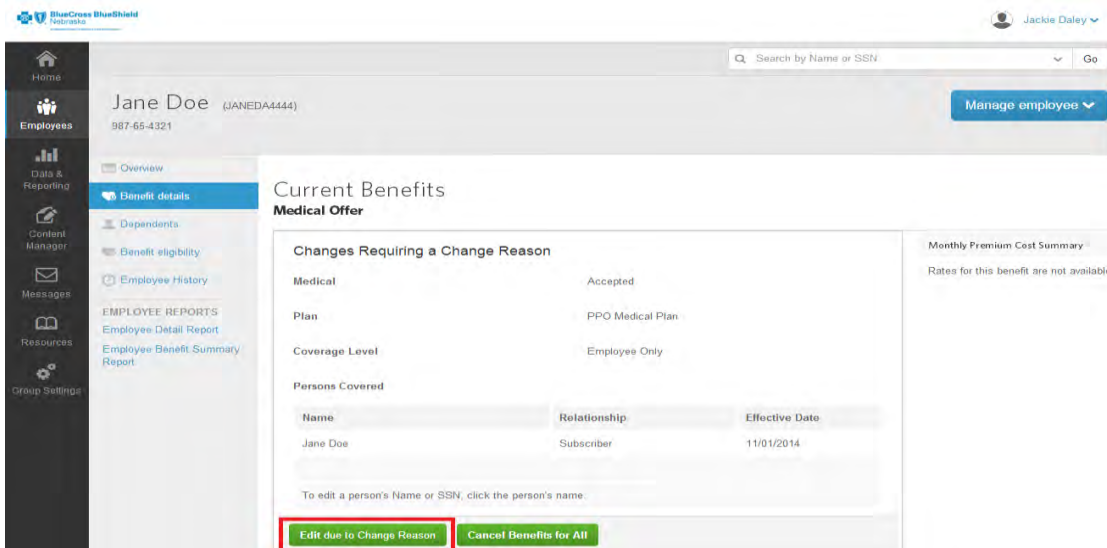 BlueCross BlueShield
Nebraska
Jackie Daley
Search by Name or SSN
Go
Home
Employees
Data &
Reporting
Content
Manager
Messages
Resources
Group Settings
Jane Doe (JANEDA4444)
987-65-4321
Manage employee
Overview
Benefit details
Dependents
Benefit eligibility
Employee History
EMPLOYEE REPORTS
Employee Detail Report
Employee Benefit Summary
Report
Current Benefits
Medical Offer
Changes Requiring a Change Reason
Medical Accepted
Plan PPO Medical Plan
Coverage Level Employee Only
Persons Covered
Name Relationship Effective Date
Jane Doe Subscriber 11/01/2014
To edit a person's Name or SSN, click the person's name.
Edit due to Change Reason Cancel Benefits for All
Monthly Premium Cost Summary
Rates for this benefit are not available